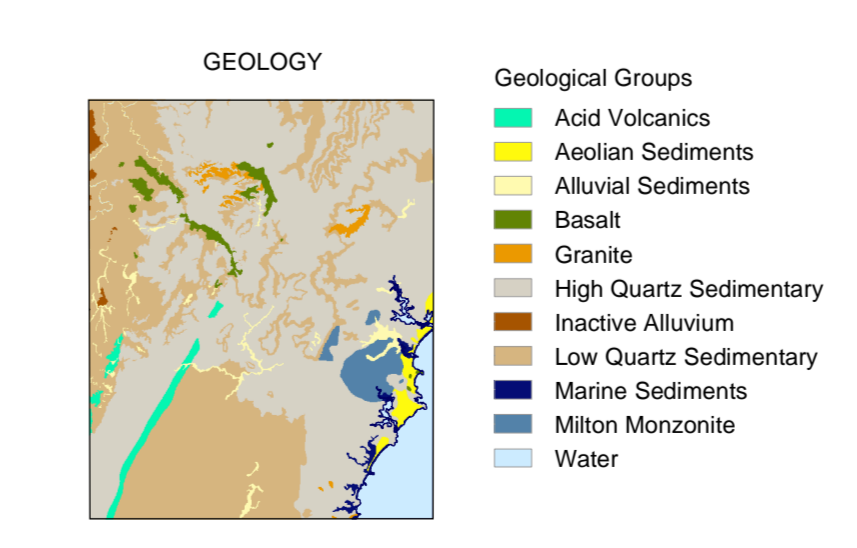 GEOLOGY
Geological Groups
Acid Volcanics
Aeolian Sediments
Alluvial Sediments
Basalt
Granite
High Quartz Sedimentary
Inactive Alluvium
Low Quartz Sedimentary
Marine Sediments
Milton Monzonite
Water